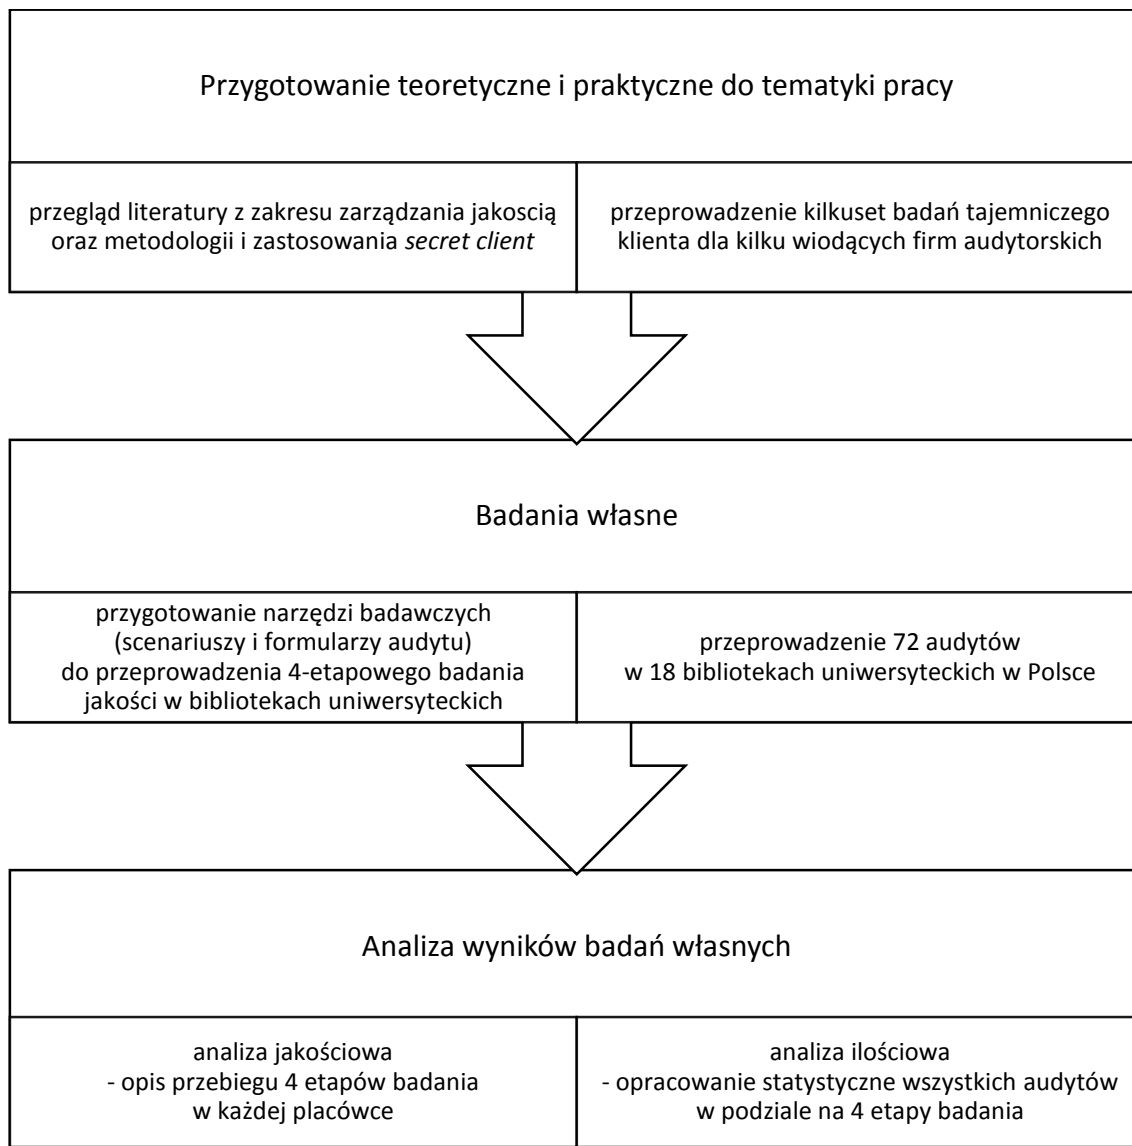 Przygotowanie teoretyczne i praktyczne do tematyki pracy
przegląd literatury z zakresu zarządzania jakoscią
oraz metodologii i zastosowania secret client
przeprowadzenie kilkuset badań tajemniczego
klienta dla kilku wiodących firm audytorskich
Badania własne
przygotowanie narzędzi badawczych
(scenariuszy i formularzy audytu)
do przeprowadzenia 4-etapowego badania
jakości w bibliotekach uniwersyteckich
przeprowadzenie 72 audytów
w 18 bibliotekach uniwersyteckich w Polsce
Analiza wyników badań własnych
analiza jakościowa
- opis przebiegu 4 etapów badania
w każdej placówce
analiza ilościowa
- opracowanie statystyczne wszystkich audytów
w podziale na 4 etapy badania